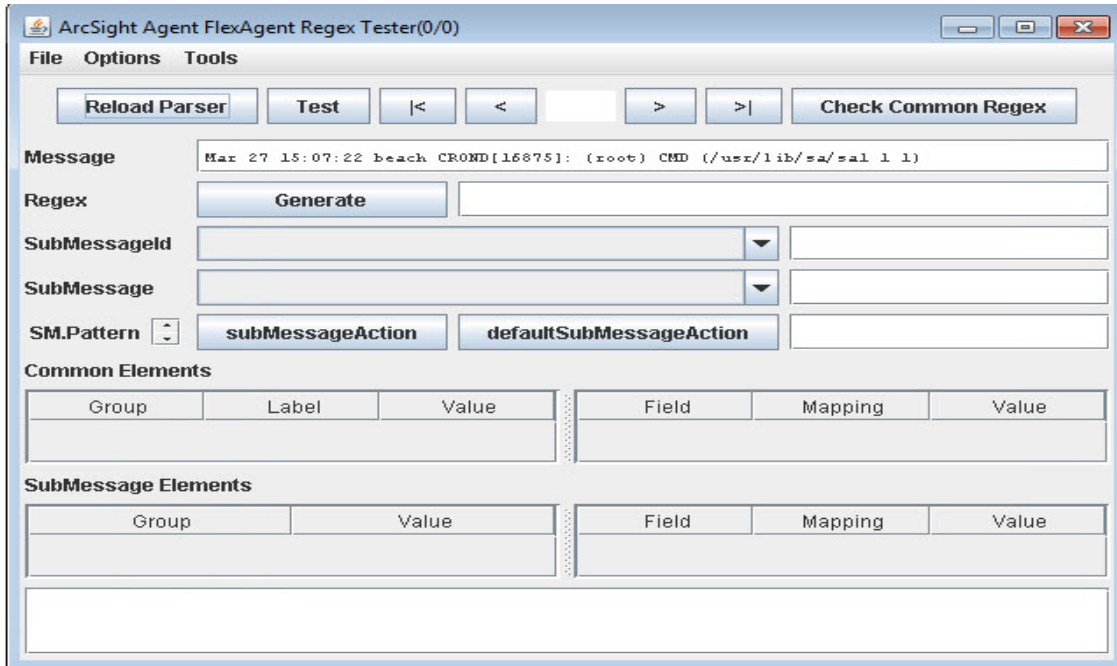 ArcSight Agent FlexAgent Regex Tester(0/0)
File Options Tools
Reload Parser Test |< < > >| Check Common Regex
Message Mar 27 15:07:22 beach CROND[16875]: (root) CMD (/usr/lib/sa/sa1 1 1)
Regex Generate
SubMessageId
SubMessage
SM.Pattern subMessageAction defaultSubMessageAction
Common Elements
Group Label Value Field Mapping Value
SubMessage Elements
Group Value Field Mapping Value